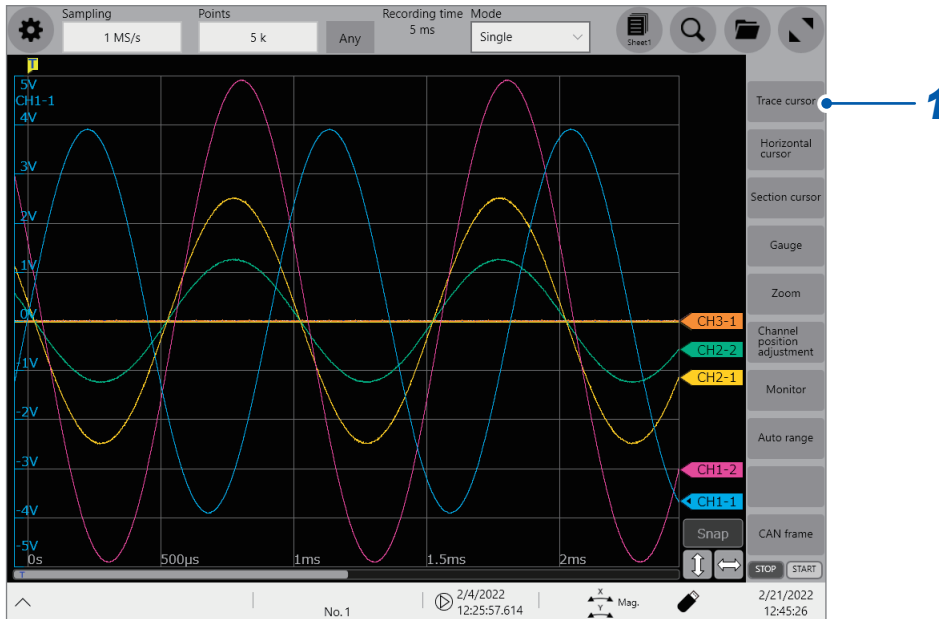 Sampling
Points
Recording time
Mode
1 MS/s
5 k
Any
5 ms
Single
Sheet1
T
5V
CH1-1
4V
3V
2V
1V
0V
-1V
-2V
-3V
-4V
-5V
0s
500µs
1ms
1.5ms
2ms
T
CH3-1
CH2-2
CH2-1
CH1-2
CH1-1
Snap
Trace cursor
1
Horizontal
cursor
Section cursor
Gauge
Zoom
Channel
position
adjustment
Monitor
Auto range
CAN frame
STOP
START
No. 1
2/4/2022
12:25:57.614
X
Y
Mag.
2/21/2022
12:45:26